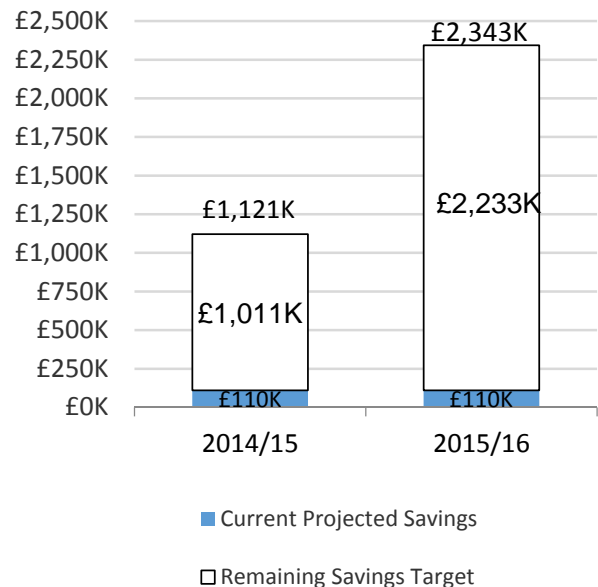 £2,500K
£2,250K
£2,000K
£1,750K
£1,500K
£1,250K
£1,000K
£750K
£500K
£250K
£0K
£1,121K
£1,011K
£110K
£2,343K
£2,233K
£110K
2014/15
2015/16
Current Projected Savings
Remaining Savings Target